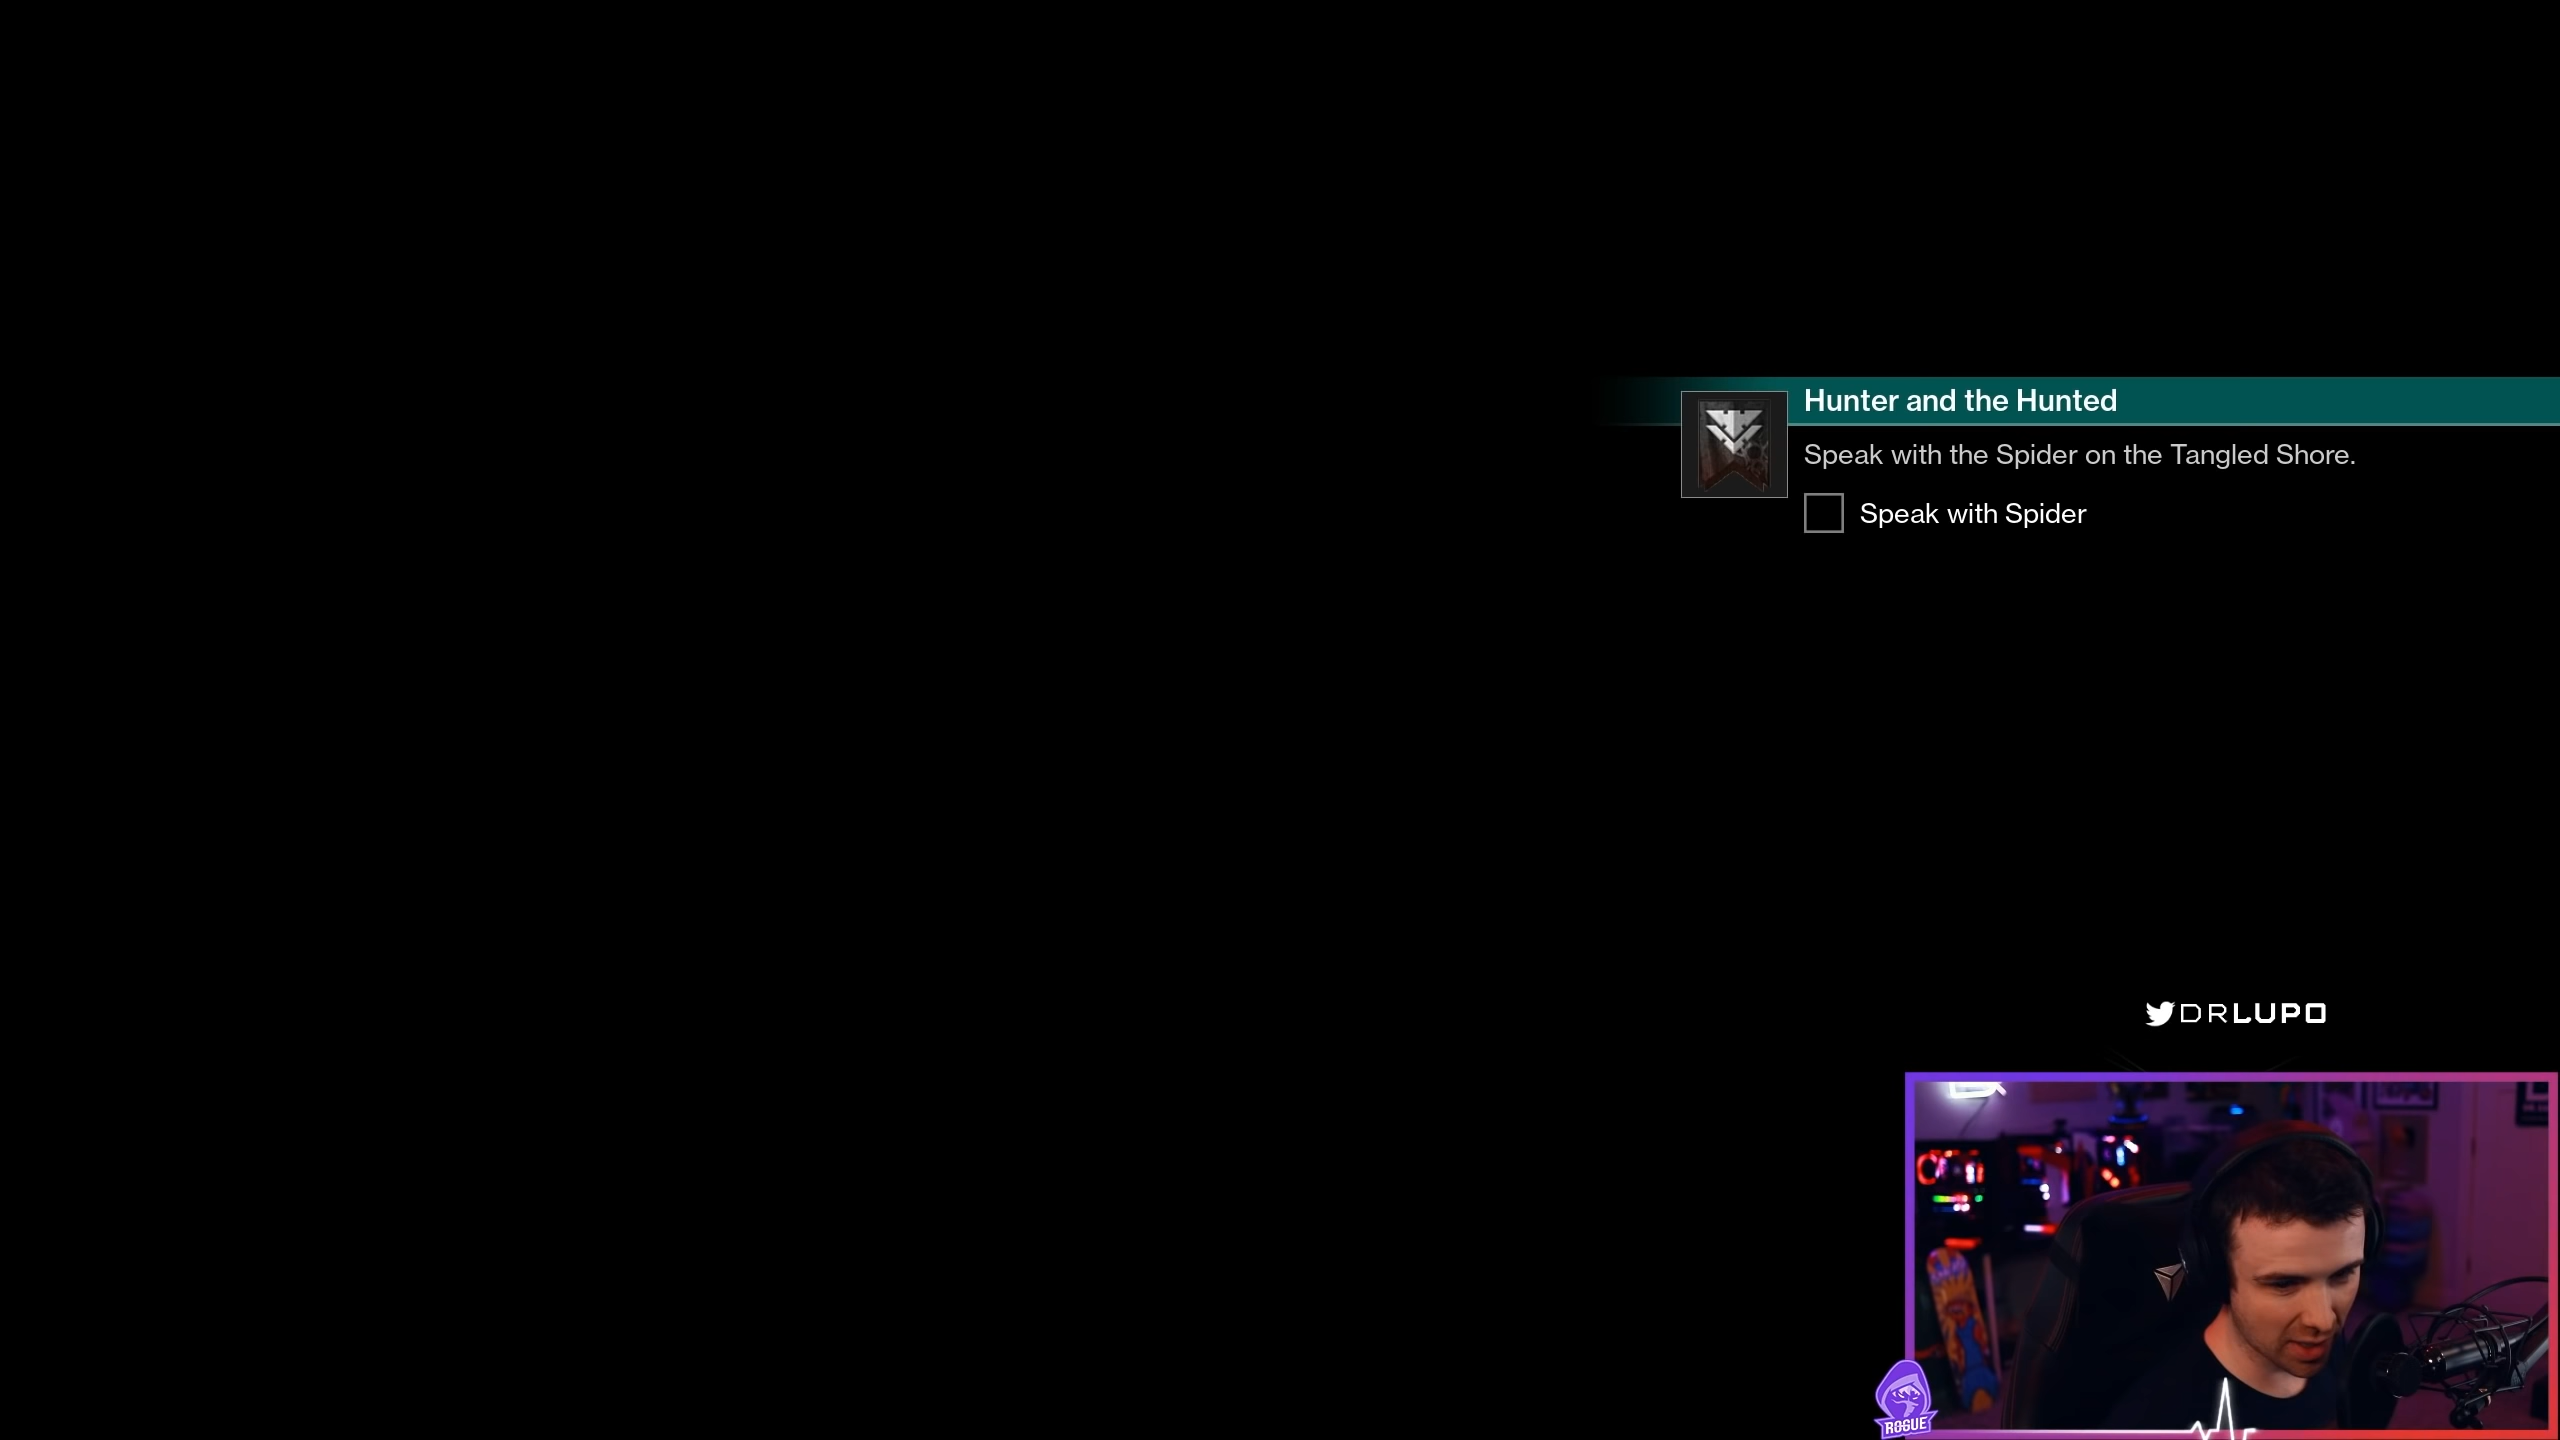 Hunter and the Hunted
Speak with the Spider on the Tangled Shore.
Speak with Spider
DRLUPO
ROGUE